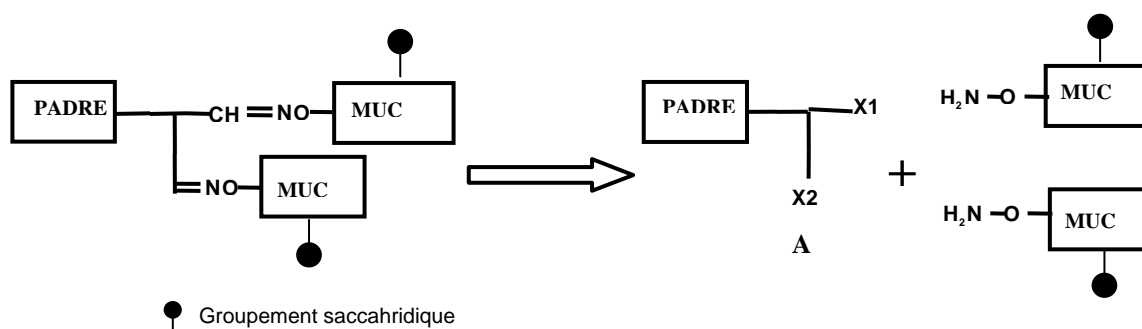 PADRE
CH=NO
MUC
=NO
MUC
PADRE
X1
X2
A
+
H2N-O
MUC
H2N-O
MUC
Groupement saccahridique